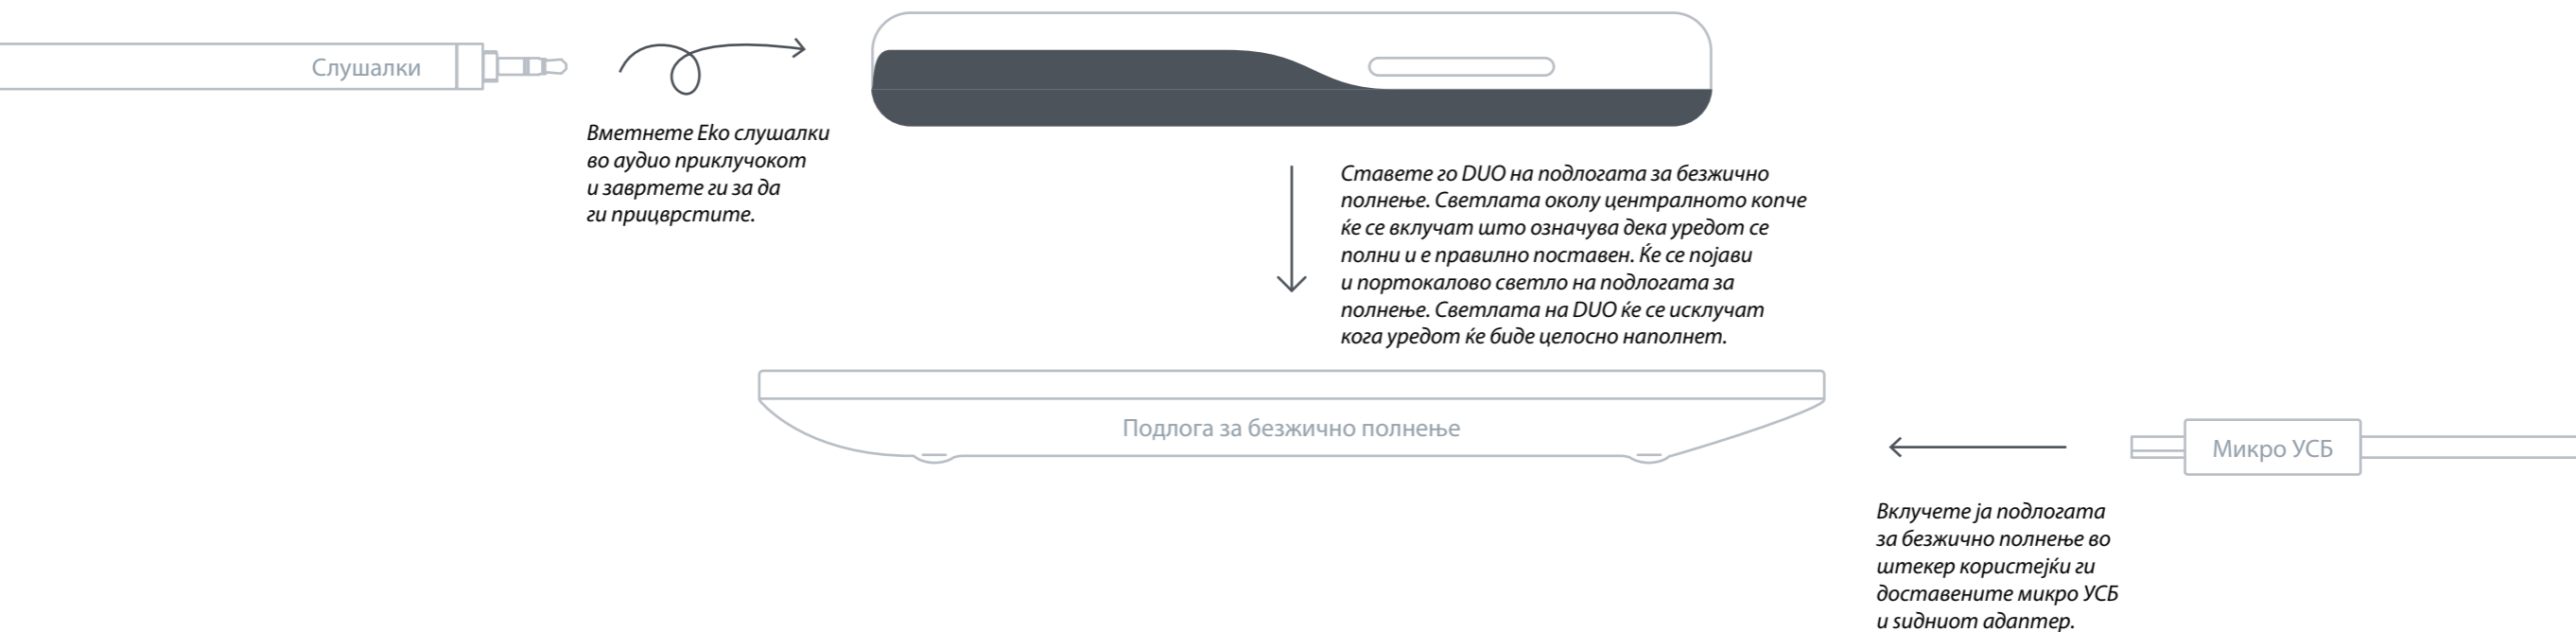 Слушалки
Вметнете Eko слушалки
во аудио приклучокот
и завртете ги за да
ги прицврстите.
Ставете го DUO на подлогата за безжично
полнење. Светлата околу централното копче
ќе се вклучат што означува дека уредот се
полни и е правилно поставен. Ќе се појави
и портокалово светло на подлогата за
полнење. Светлата на DUO ќе се исклучат
кога уредот ќе биде целосно наполнет.
Подлога за безжично полнење
Микро УСБ
Вклучете ја подлогата
за безжично полнење во
штекер користејќи ги
доставените микро УСБ
и ѕидниот адаптер.